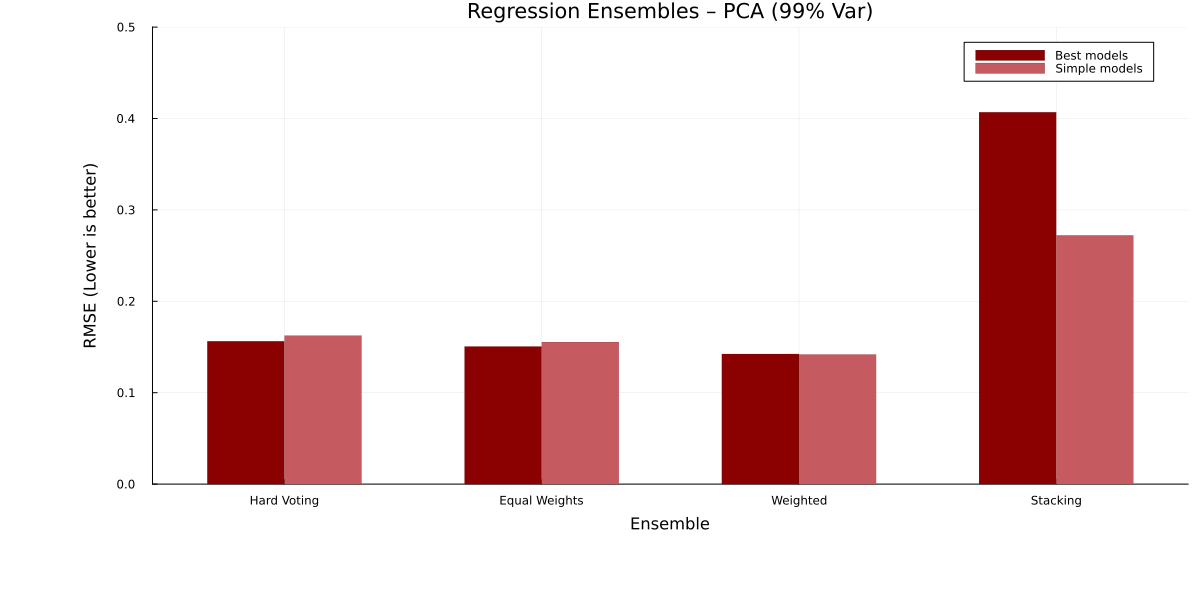 Regression Ensembles – PCA (99% Var)
Best models
Simple models
RMSE (Lower is better)
0.5
0.4
0.3
0.2
0.1
0.0
Hard Voting
Equal Weights
Weighted
Stacking
Ensemble